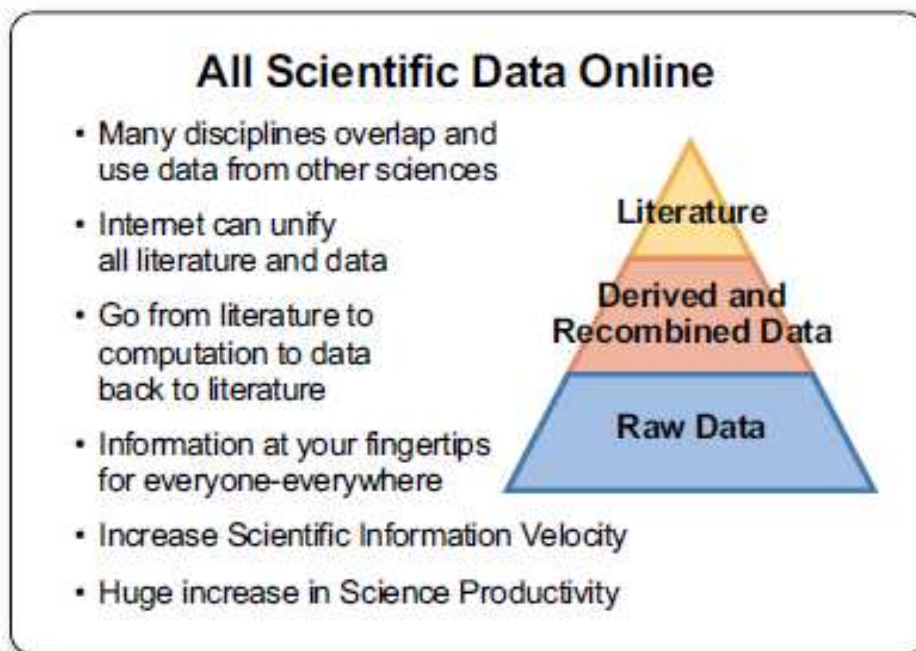 All Scientific Data Online
• Many disciplines overlap and
use data from other sciences
• Internet can unify
all literature and data
• Go from literature to
computation to data
back to literature
• Information at your fingertips
for everyone-everywhere
• Increase Scientific Information Velocity
• Huge increase in Science Productivity
Literature
Derived and
Recombined Data
Raw Data